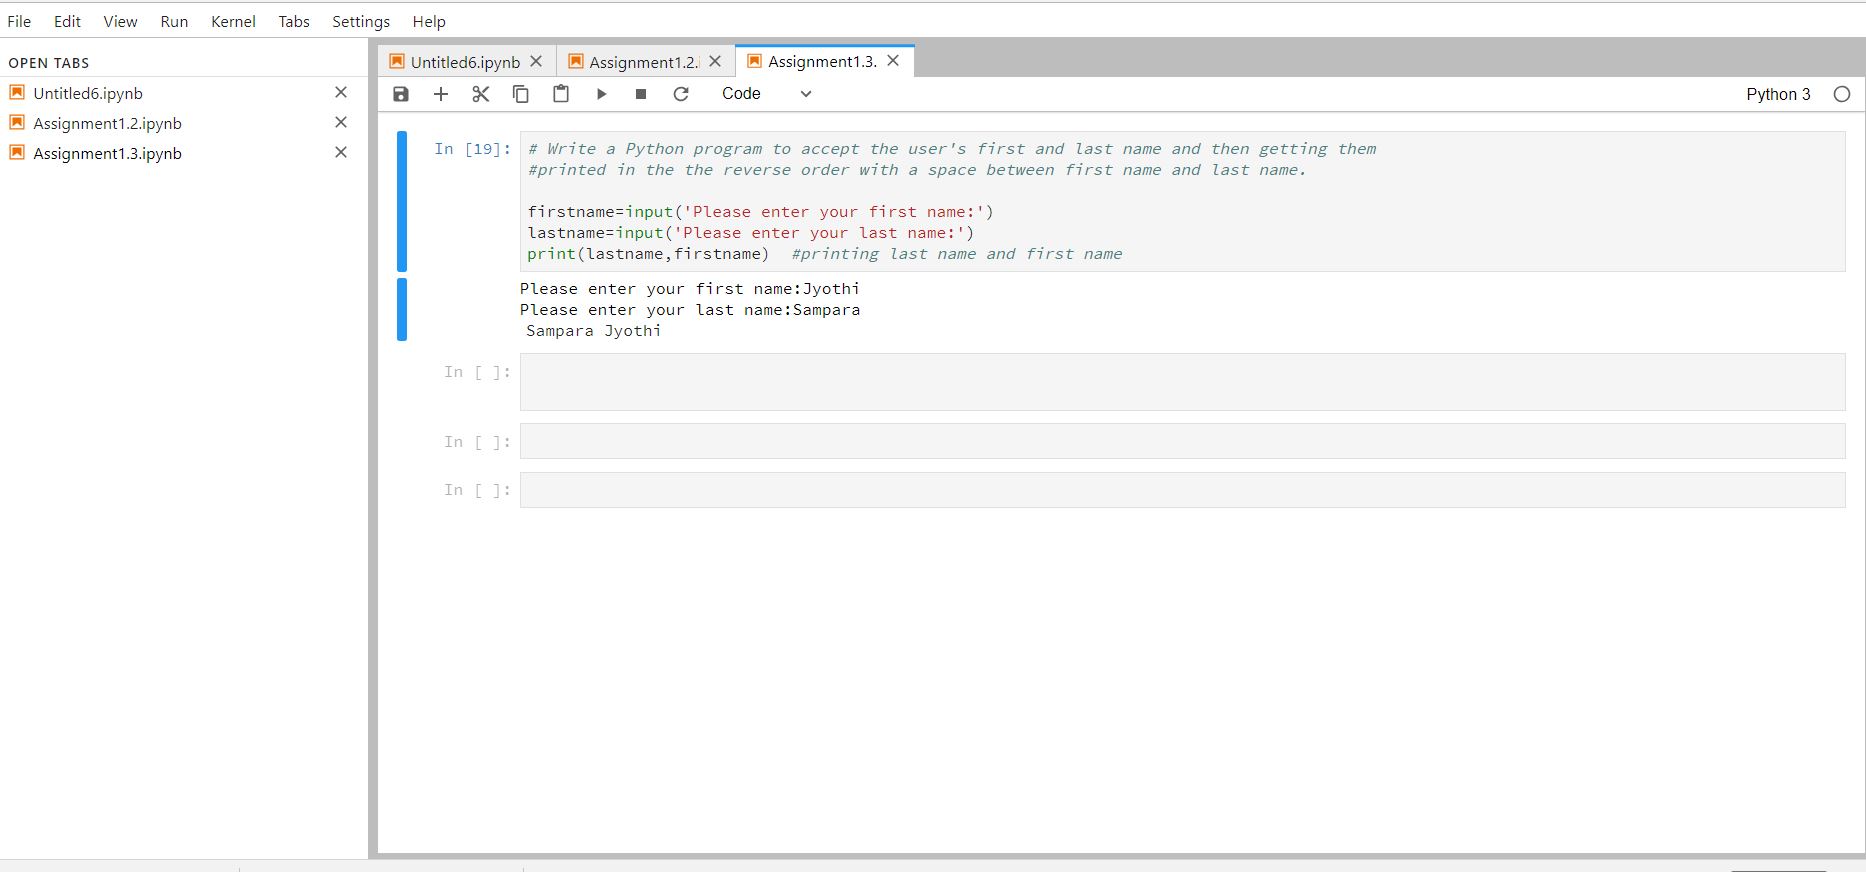 File Edit View Run Kernel Tabs Settings Help
OPEN TABS
Untitled6.ipynb
Assignment1.2.ipynb
Assignment1.3.ipynb
Untitled6.ipynb Assignment1.2.i Assignment1.3.
Code Python 3
In [19]: # Write a Python program to accept the user's first and last name and then getting them
#printed in the the reverse order with a space between first name and last name.
firstname=input('Please enter your first name:')
lastname=input('Please enter your last name:')
print(lastname,firstname) #printing last name and first name
Please enter your first name:Jyothi
Please enter your last name:Sampara
Sampara Jyothi
In [ ]:
In [ ]:
In [ ]: